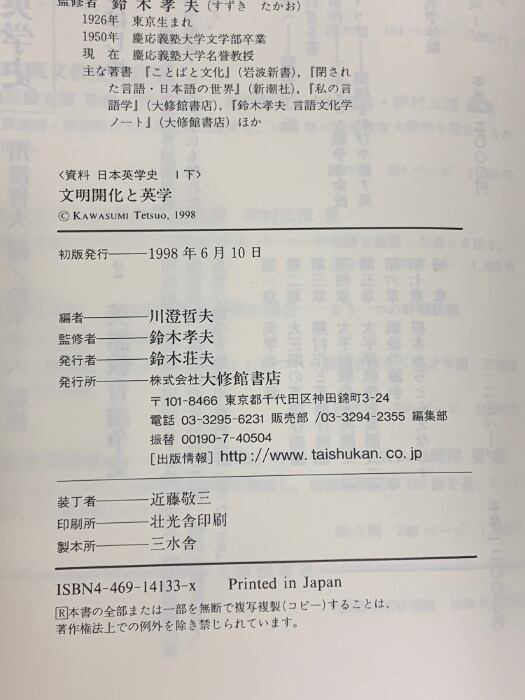 監修者 鈴木孝夫(すずき たかお)
1926年 東京生まれ
1950年 慶応義塾大学文学部卒業
現在 慶応義塾大学名誉教授
主な著書 『ことばと文化』(岩波新書),『閉され
た言語・日本語の世界』(新潮社),『私の言
語学』(大修館書店),『鈴木孝夫 言語文化学
ノート』(大修館書店)ほか
〈資料 日本英学史 Ⅰ下〉
文明開化と英学
© KAWASUMI Tetsuo, 1998
初版発行——1998年6月10日
編者——川澄哲夫
監修者——鈴木孝夫
発行者——鈴木荘夫
発行所——株式会社大修館書店
〒101-8466 東京都千代田区神田錦町3-24
電話 03-3295-6231 販売部 /03-3294-2355 編集部
振替 00190-7-40504
[出版情報] http://www.taishukan.co.jp
装丁者——近藤敬三
印刷所——壮光舎印刷
製本所——三水舎
ISBN4-469-14133-x Printed in Japan
Ⓡ本書の全部または一部を無断で複写複製(コピー)することは、
著作権法上での例外を除き禁じられています。